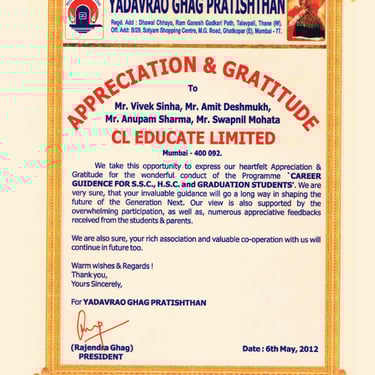 YADAVRAO GHAG PRATISHTHAN
Regd. Add : Dhawal Chhaya, Ram Ganesh Gadkari Path, Talavpali, Thane (W).
Off. Add: B/29, Satyam Shopping Centre, M.G. Road, Ghatkopar (E), Mumbai - 77.
APPRECIATION & GRATITUDE
To
Mr. Vivek Sinha, Mr. Amit Deshmukh,
Mr. Anupam Sharma, Mr. Swapnil Mohata
CL EDUCATE LIMITED
Mumbai - 400 092.
We take this opportunity to express our heartfelt Appreciation &
Gratitude for the wonderful conduct of the Programme `CAREER
GUIDENCE FOR S.S.C., H.S.C. and GRADUATION STUDENTS'. We are
very sure, that your invaluable guidance will go a long way in shaping the
future of the Generation Next. Our view is also supported by the
overwhelming participation, as well as, numerous appreciative feedbacks
received from the students & parents.
We are also sure, your rich association and valuable co-operation with us will
continue in future too.
Warm wishes & Regards !
Thank you,
Yours Sincerely,
For YADAVRAO GHAG PRATISHTHAN
(Rajendra Ghag)
PRESIDENT
Date : 6th May, 2012